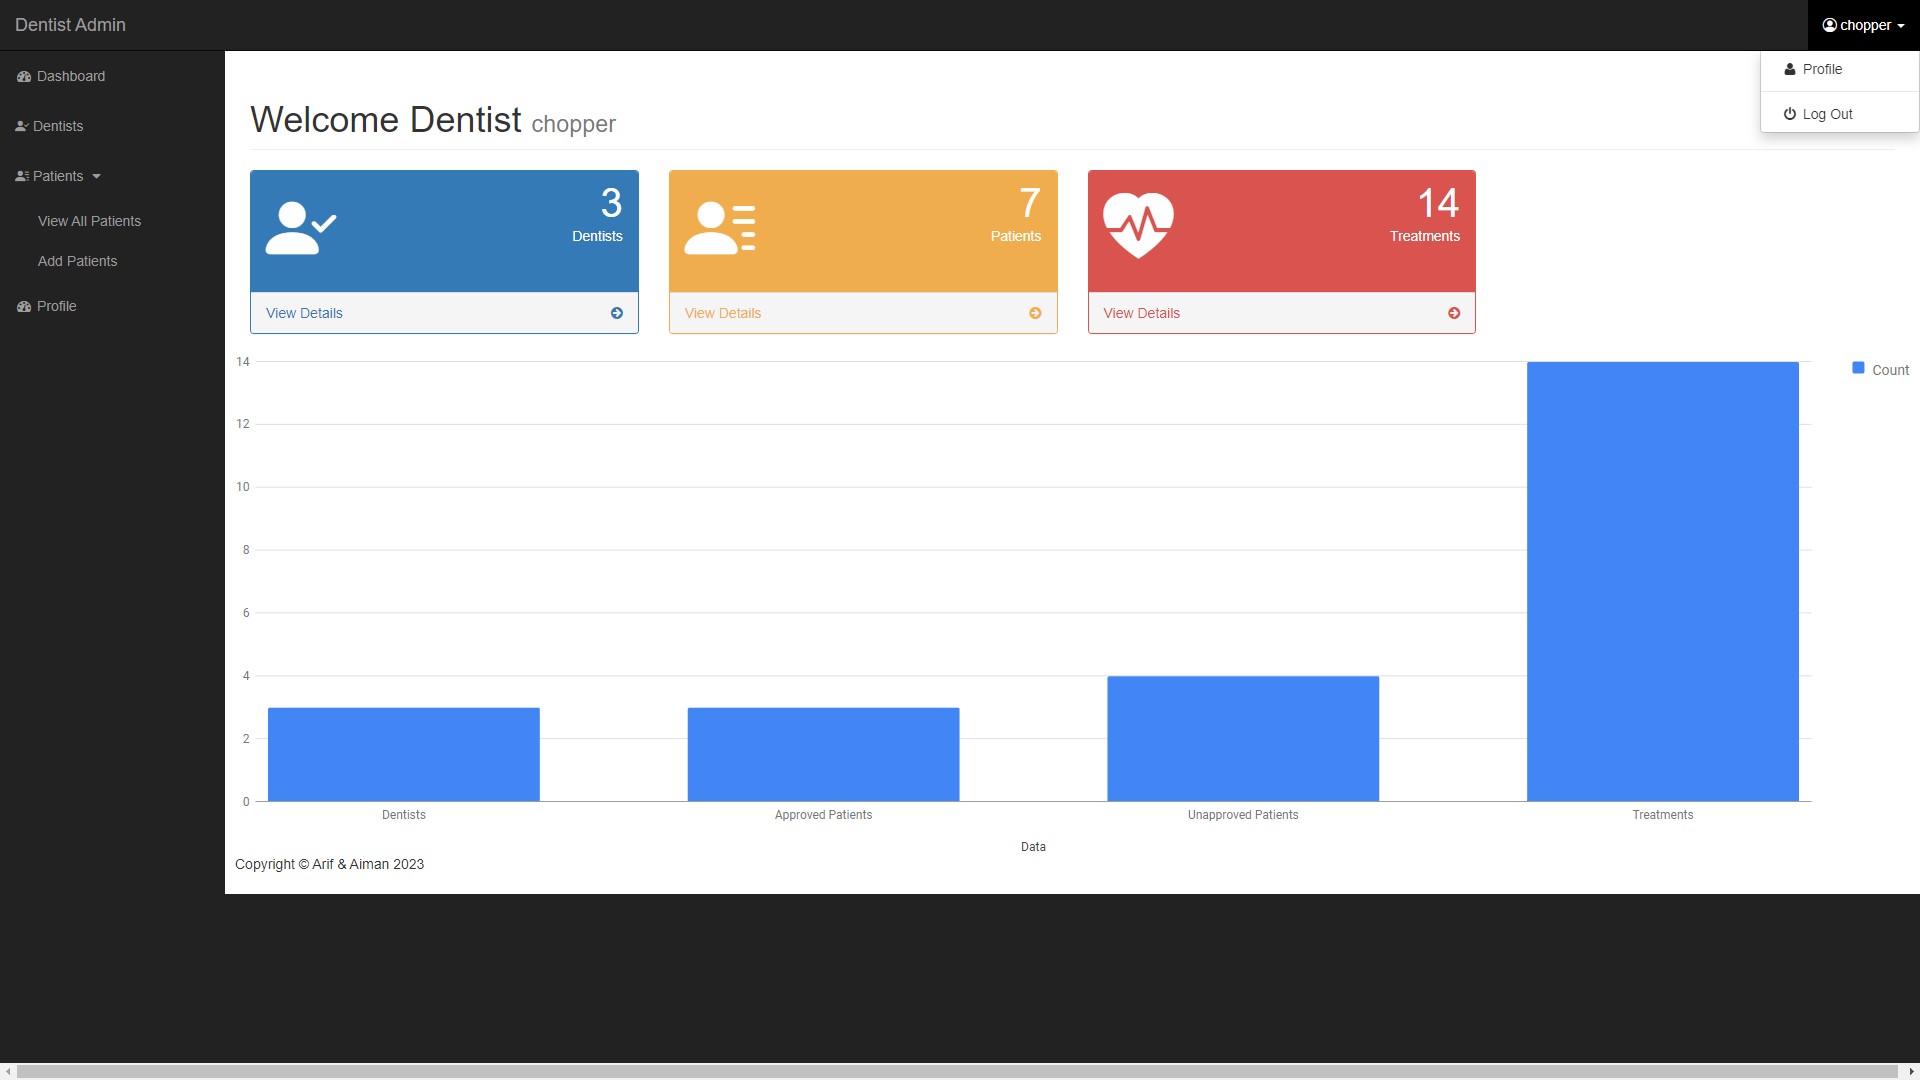 Dentist Admin
chopper
Profile
Log Out
Dashboard
Dentists
Patients
View All Patients
Add Patients
Profile
Welcome Dentist chopper
3
Dentists
View Details
7
Patients
View Details
14
Treatments
View Details
14
12
10
8
6
4
2
0
Count
Dentists Approved Patients Unapproved Patients Treatments
Data
Copyright © Arif & Aiman 2023